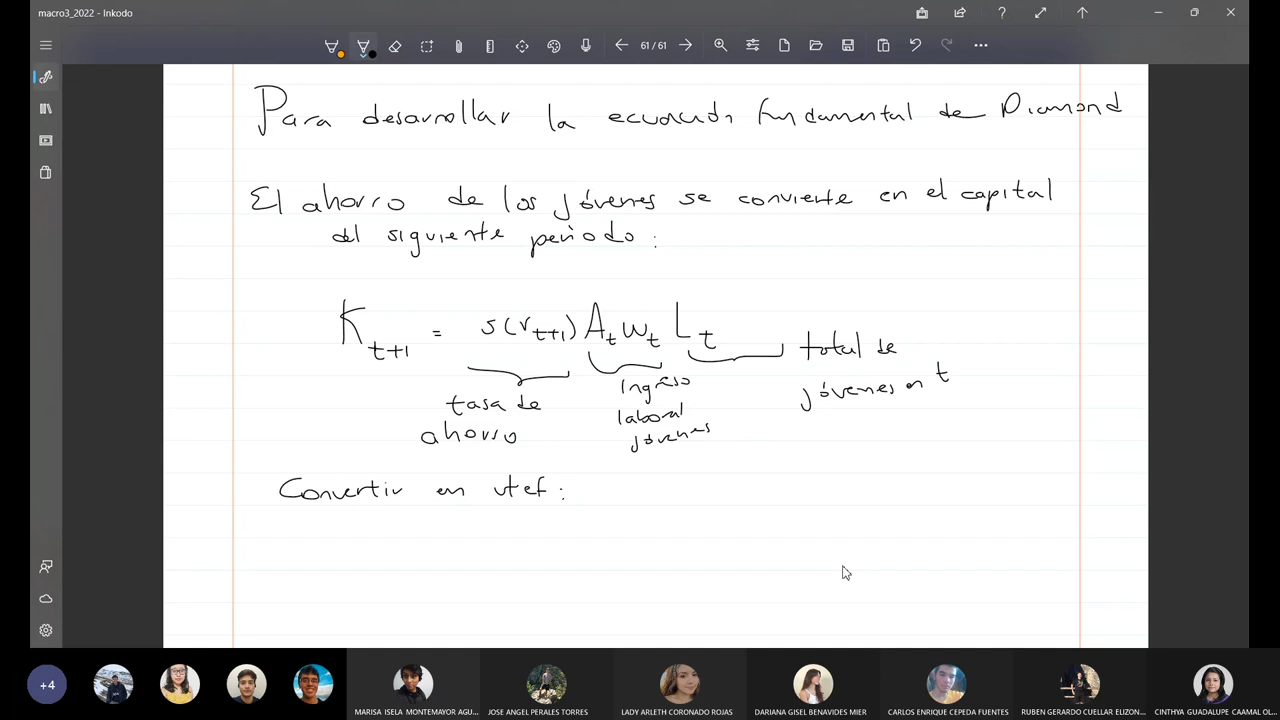 macro3_2022 - Inkodo
61 / 61
Para desarrollar la ecuación fundamental de Diamond
El ahorro de los jóvenes se convierte en el capital
del siguiente periodo :
K_{t+1} = s(r_{t+1}) A_t w_t L_t
total de
jóvenes en t
tasa de
ahorro
Ingreso
laboral
jóvenes
Convertir en utef :
+4
MARISA ISELA MONTEMAYOR AGU...
JOSE ANGEL PERALES TORRES
LADY ARLETH CORONADO ROJAS
DARIANA GISEL BENAVIDES MIER
CARLOS ENRIQUE CEPEDA FUENTES
RUBEN GERARDO CUELLAR ELIZON...
CINTHYA GUADALUPE CAAMAL OL...